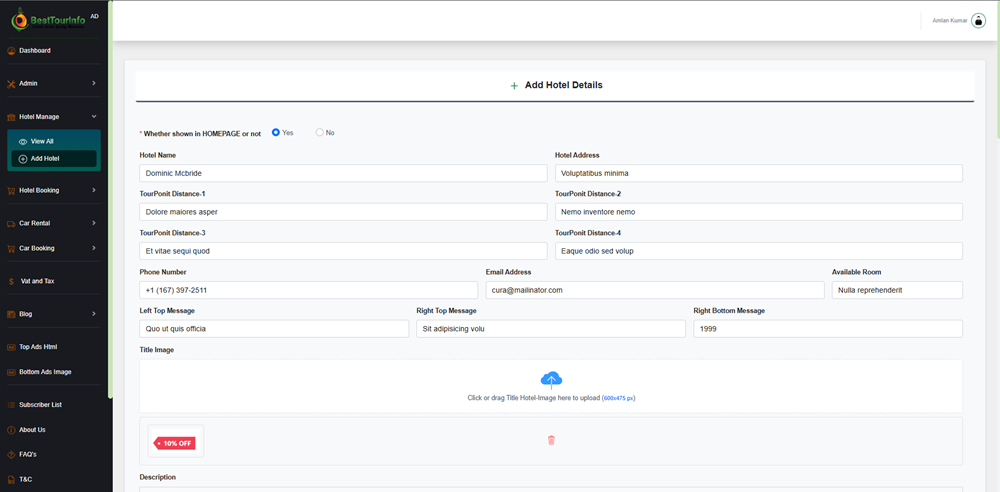 BestTourInfo AD
Amlan Kumar
Dashboard
Admin
Hotel Manage
View All
Add Hotel
Hotel Booking
Car Rental
Car Booking
Vat and Tax
Blog
Top Ads Html
Bottom Ads Image
Subscriber List
About Us
FAQ's
T&C
+ Add Hotel Details
* Whether shown in HOMEPAGE or not Yes No
Hotel Name Hotel Address
Dominic Mcbride Voluptatibus minima
TourPonit Distance-1 TourPonit Distance-2
Dolore maiores asper Nemo inventore nemo
TourPonit Distance-3 TourPonit Distance-4
Et vitae sequi quod Eaque odio sed volup
Phone Number Email Address Available Room
+1 (167) 397-2511 cura@mailinator.com Nulla reprehenderit
Left Top Message Right Top Message Right Bottom Message
Quo ut quis officia Sit adipisicing volu 1999
Title Image
Click or drag Title Hotel-Image here to upload (600x475 px)
10% OFF
Description